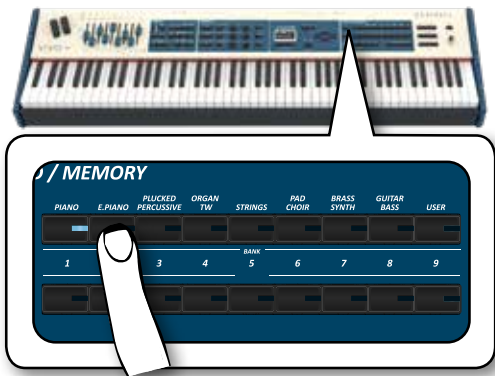 / MEMORY
PIANO E.PIANO PLUCKED PERCUSSIVE ORGAN TW STRINGS PAD CHOIR BRASS SYNTH GUITAR BASS USER
BANK
1 3 4 5 6 7 8 9